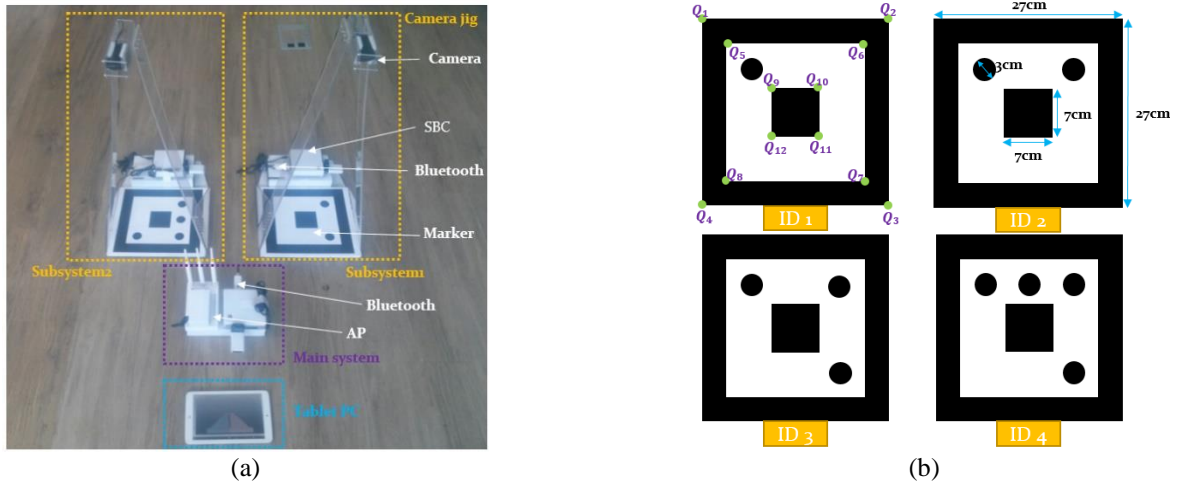 Camera jig
Camera
SBC
Bluetooth
Marker
Subsystem2
Subsystem1
Bluetooth
AP
Main system
Tablet PC
(a)
Q₁
Q₂
27cm
Q₅
Q₆
3cm
Q₉
Q₁₀
7cm
27cm
Q₁₂
Q₁₁
7cm
Q₈
Q₇
Q₄
Q₃
ID 1
ID 2
ID 3
ID 4
(b)